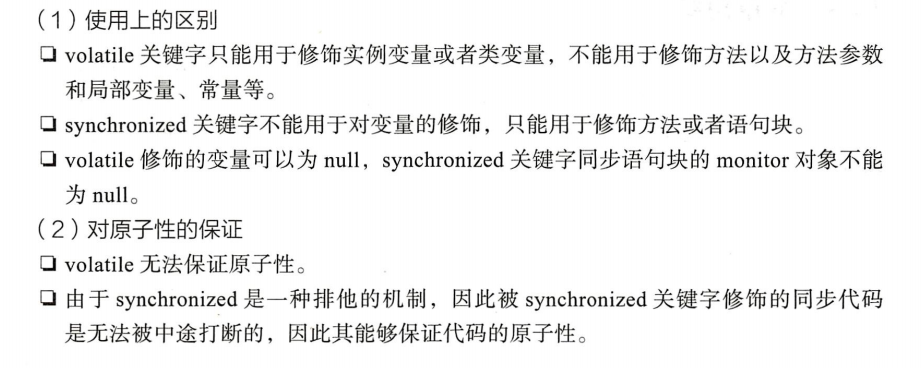 （1）使用上的区别
❏ volatile 关键字只能用于修饰实例变量或者类变量，不能用于修饰方法以及方法参数
和局部变量、常量等。
❏ synchronized 关键字不能用于对变量的修饰，只能用于修饰方法或者语句块。
❏ volatile 修饰的变量可以为 null，synchronized 关键字同步语句块的 monitor 对象不能
为 null。
（2）对原子性的保证
❏ volatile 无法保证原子性。
❏ 由于 synchronized 是一种排他的机制，因此被 synchronized 关键字修饰的同步代码
是无法被中途打断的，因此其能够保证代码的原子性。